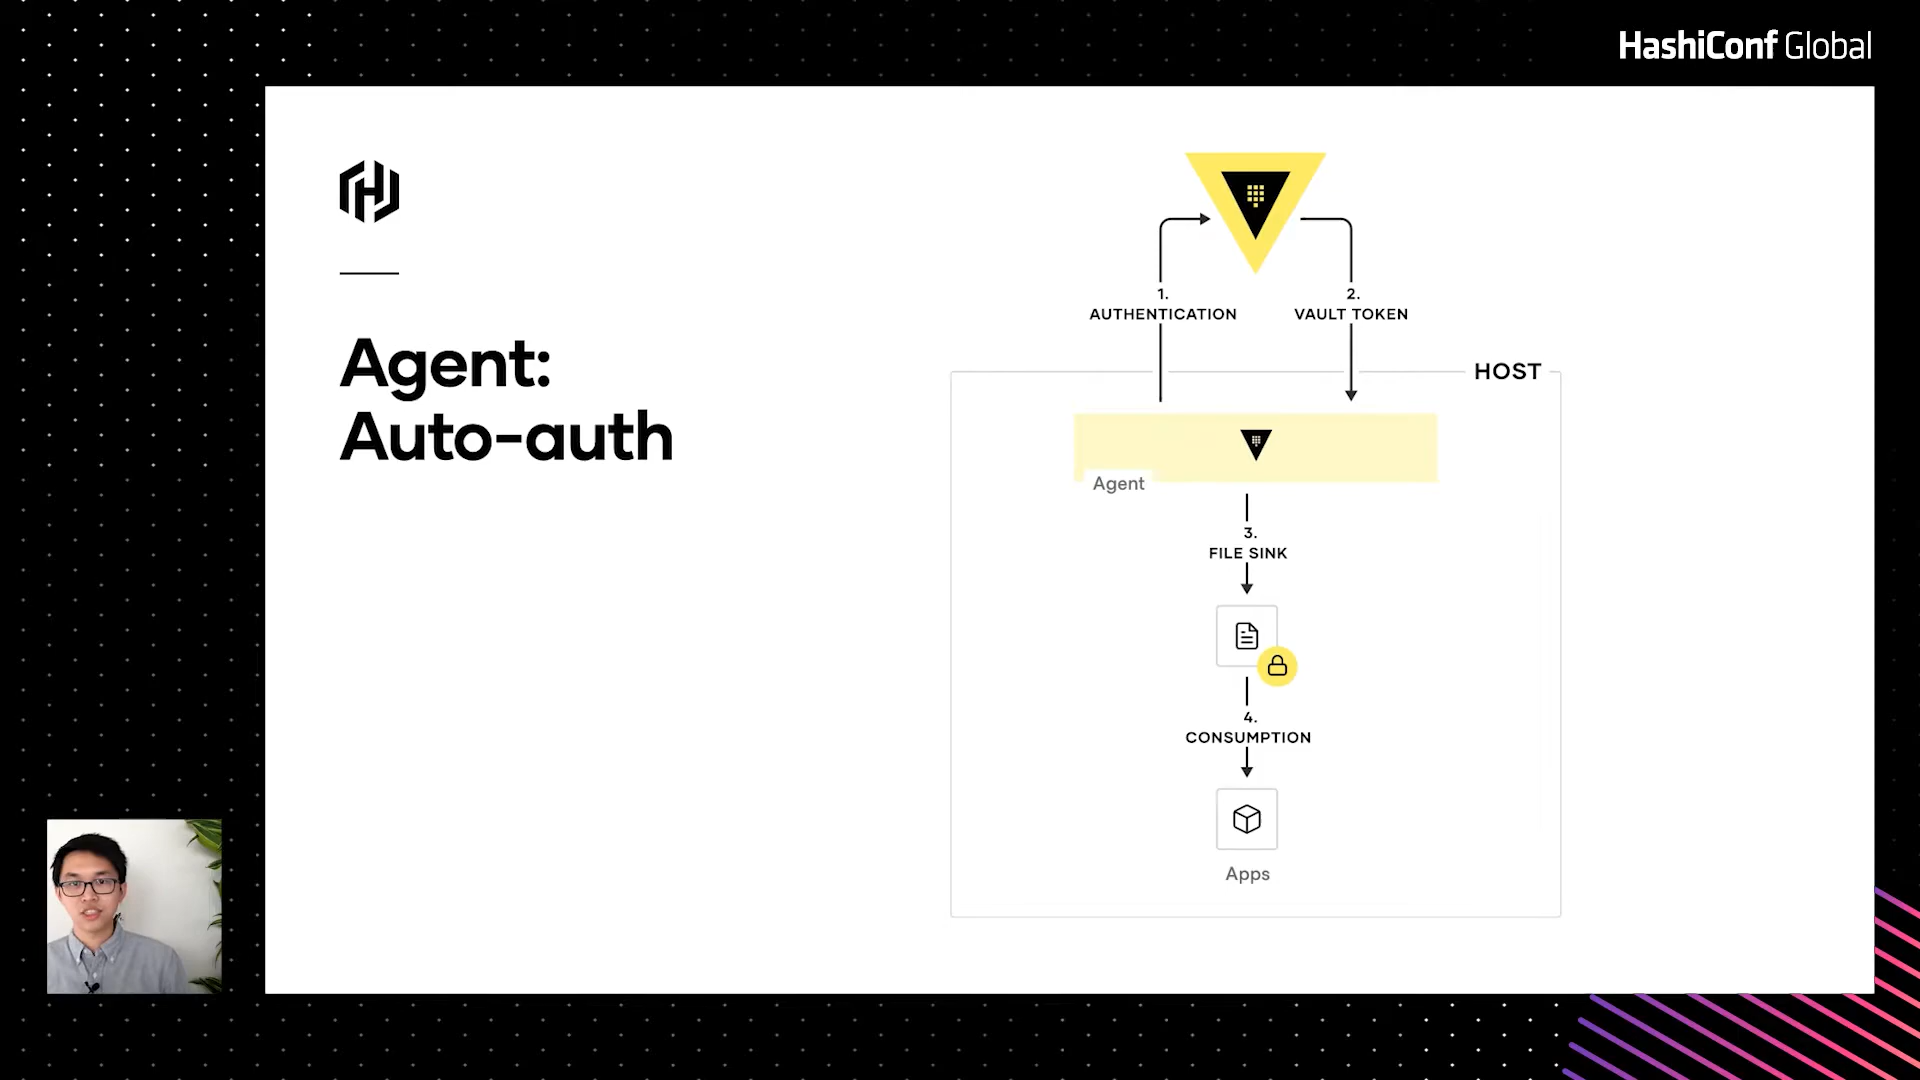 HashiConf Global
Agent:
Auto-auth
1.
AUTHENTICATION
2.
VAULT TOKEN
HOST
Agent
3.
FILE SINK
4.
CONSUMPTION
Apps